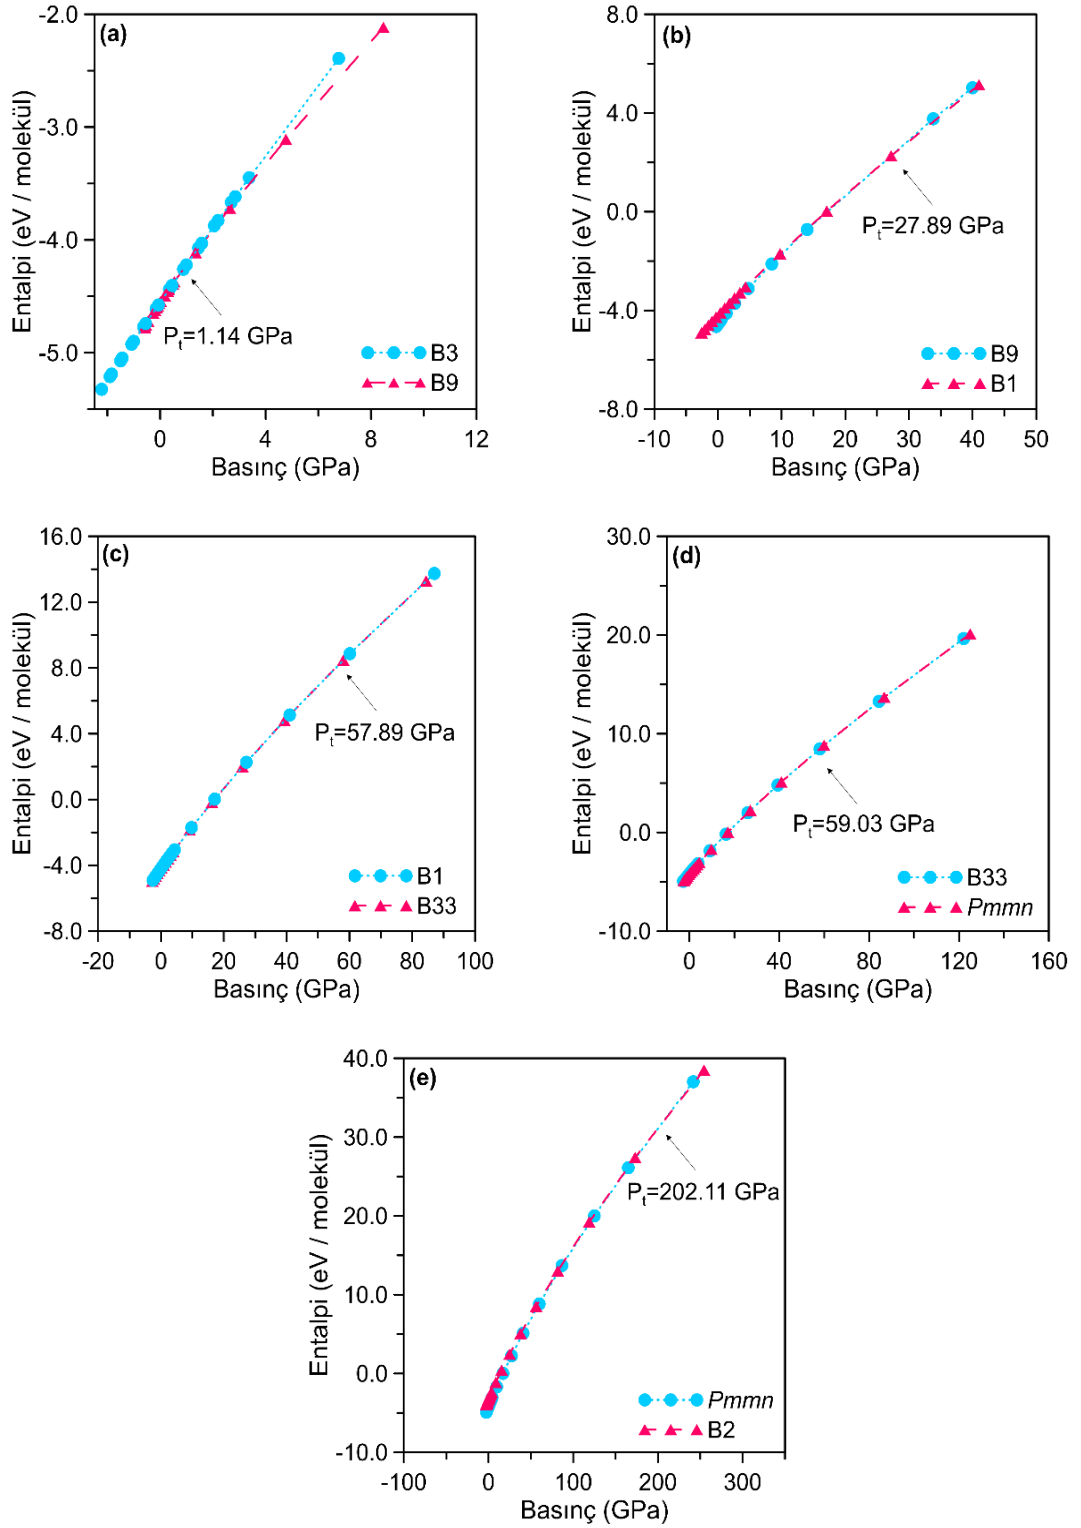 (a)
-2.0
-3.0
-4.0
-5.0
Entalpi (eV / molekül)
Pt=1.14 GPa
B3
B9
0 4 8 12
Basınç (GPa)
(b)
8.0
4.0
0.0
-4.0
-8.0
Entalpi (eV / molekül)
Pt=27.89 GPa
B9
B1
-10 0 10 20 30 40 50
Basınç (GPa)
(c)
16.0
12.0
8.0
4.0
0.0
-4.0
-8.0
Entalpi (eV / molekül)
Pt=57.89 GPa
B1
B33
-20 0 20 40 60 80 100
Basınç (GPa)
(d)
30.0
20.0
10.0
0.0
-10.0
Entalpi (eV / molekül)
Pt=59.03 GPa
B33
Pmmn
0 40 80 120 160
Basınç (GPa)
(e)
40.0
30.0
20.0
10.0
0.0
-10.0
Entalpi (eV / molekül)
Pt=202.11 GPa
Pmmn
B2
-100 0 100 200 300
Basınç (GPa)